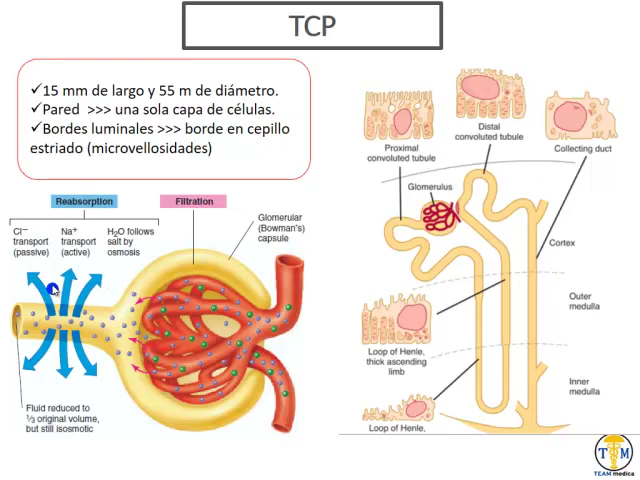 TCP
✓15 mm de largo y 55 m de diámetro.
✓Pared >>> una sola capa de células.
✓Bordes luminales >>> borde en cepillo
estriado (microvellosidades)
Reabsorption
Filtration
Cl⁻
transport
(passive)
Na⁺
transport
(active)
H₂O follows
salt by
osmosis
Glomerular
(Bowman's)
capsule
Fluid reduced to
⅓ original volume,
but still isosmotic
Proximal
convoluted tubule
Distal
convoluted tubule
Collecting duct
Glomerulus
Cortex
Outer
medulla
Loop of Henle,
thick ascending
limb
Inner
medulla
Loop of Henle,
T M
TEAM medica